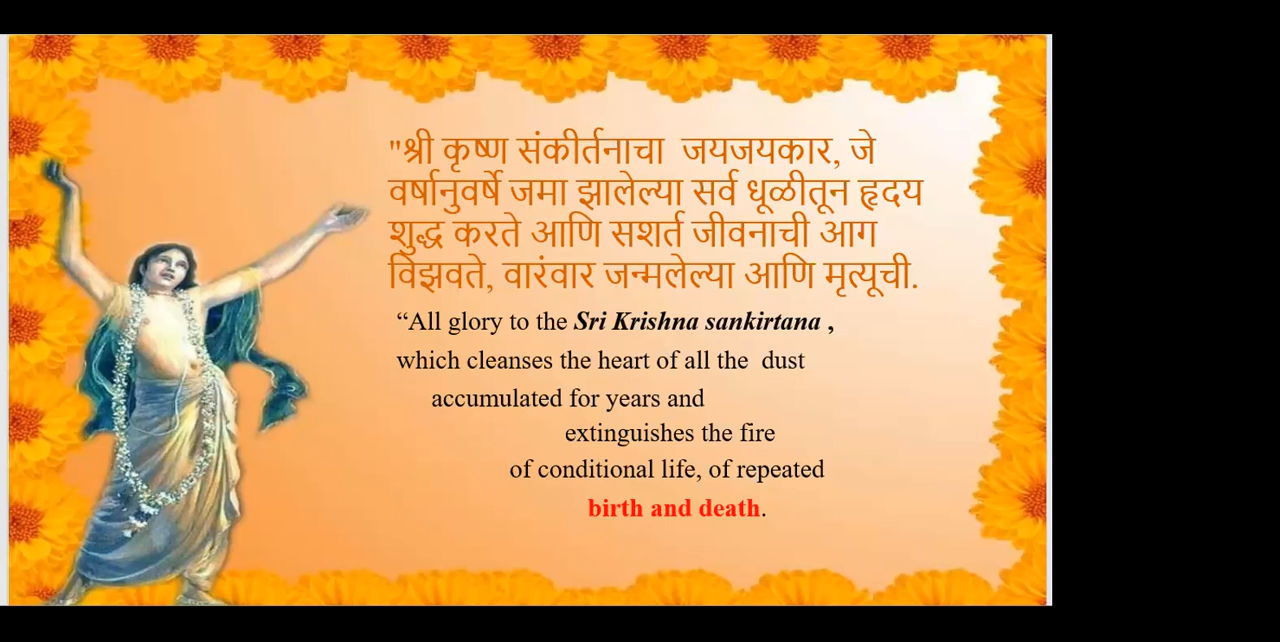 "श्री कृष्ण संकीर्तनाचा जयजयकार, जे
वर्षानुवर्षे जमा झालेल्या सर्व धूळीतून हृदय
शुद्ध करते आणि सशर्त जीवनाची आग
विझवते, वारंवार जन्मलेल्या आणि मृत्यूची.
“All glory to the Sri Krishna sankirtana ,
which cleanses the heart of all the dust
accumulated for years and
extinguishes the fire
of conditional life, of repeated
birth and death.